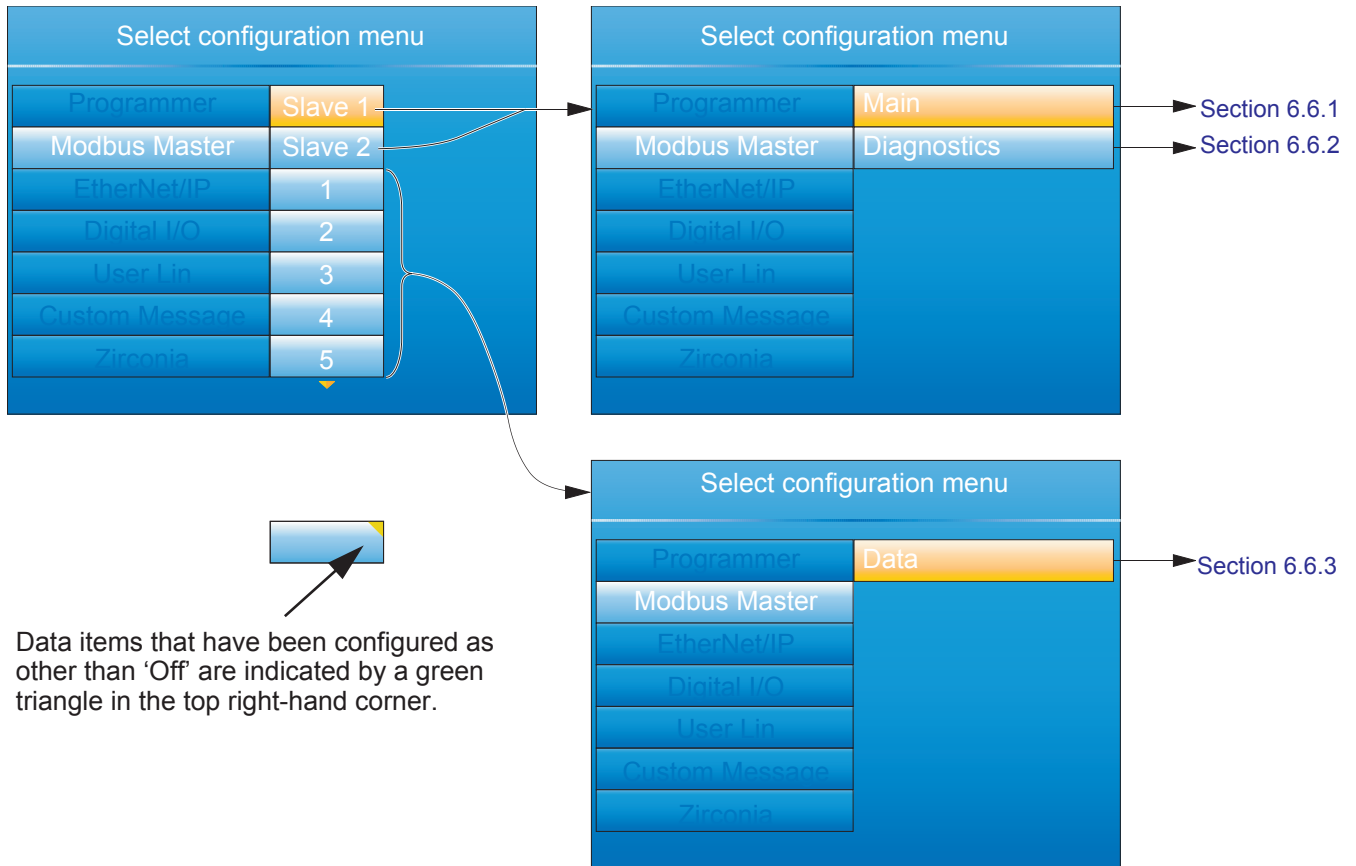 Select configuration menu
Programmer Slave 1
Modbus Master Slave 2
EtherNet/IP 1
Digital I/O 2
User Lin 3
Custom Message 4
Zirconia 5
Select configuration menu
Programmer Main
Modbus Master Diagnostics
EtherNet/IP
Digital I/O
User Lin
Custom Message
Zirconia
Section 6.6.1
Section 6.6.2
Data items that have been configured as
other than ‘Off’ are indicated by a green
triangle in the top right-hand corner.
Select configuration menu
Programmer Data
Modbus Master
EtherNet/IP
Digital I/O
User Lin
Custom Message
Zirconia
Section 6.6.3